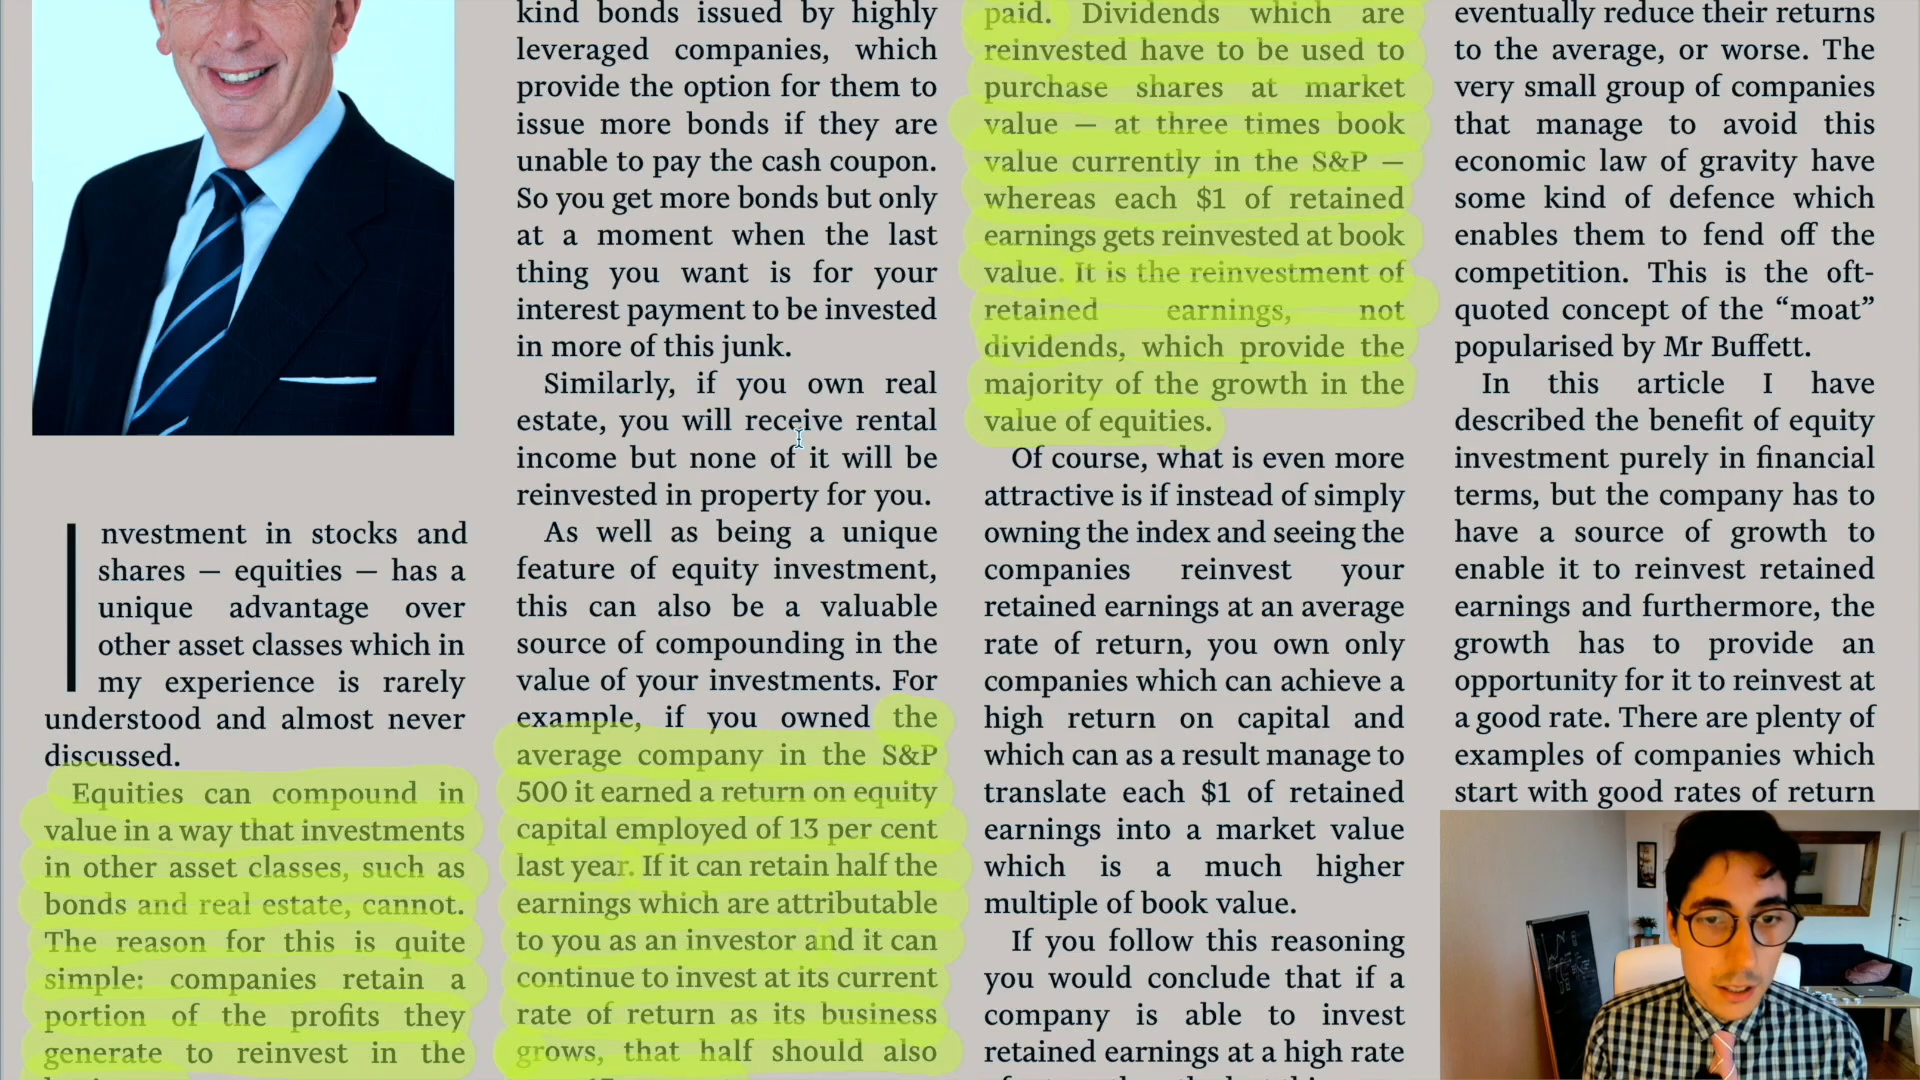 Investment in stocks and
shares — equities — has a
unique advantage over
other asset classes which in
my experience is rarely
understood and almost never
discussed.
Equities can compound in
value in a way that investments
in other asset classes, such as
bonds and real estate, cannot.
The reason for this is quite
simple: companies retain a
portion of the profits they
generate to reinvest in the
kind bonds issued by highly
leveraged companies, which
provide the option for them to
issue more bonds if they are
unable to pay the cash coupon.
So you get more bonds but only
at a moment when the last
thing you want is for your
interest payment to be invested
in more of this junk.
Similarly, if you own real
estate, you will receive rental
income but none of it will be
reinvested in property for you.
As well as being a unique
feature of equity investment,
this can also be a valuable
source of compounding in the
value of your investments. For
example, if you owned the
average company in the S&P
500 it earned a return on equity
capital employed of 13 per cent
last year. If it can retain half the
earnings which are attributable
to you as an investor and it can
continue to invest at its current
rate of return as its business
grows, that half should also
paid. Dividends which are
reinvested have to be used to
purchase shares at market
value — at three times book
value currently in the S&P —
whereas each $1 of retained
earnings gets reinvested at book
value. It is the reinvestment of
retained earnings, not
dividends, which provide the
majority of the growth in the
value of equities.
Of course, what is even more
attractive is if instead of simply
owning the index and seeing the
companies reinvest your
retained earnings at an average
rate of return, you own only
companies which can achieve a
high return on capital and
which can as a result manage to
translate each $1 of retained
earnings into a market value
which is a much higher
multiple of book value.
If you follow this reasoning
you would conclude that if a
company is able to invest
retained earnings at a high rate
eventually reduce their returns
to the average, or worse. The
very small group of companies
that manage to avoid this
economic law of gravity have
some kind of defence which
enables them to fend off the
competition. This is the oft-
quoted concept of the “moat”
popularised by Mr Buffett.
In this article I have
described the benefit of equity
investment purely in financial
terms, but the company has to
have a source of growth to
enable it to reinvest retained
earnings and furthermore, the
growth has to provide an
opportunity for it to reinvest at
a good rate. There are plenty of
examples of companies which
start with good rates of return